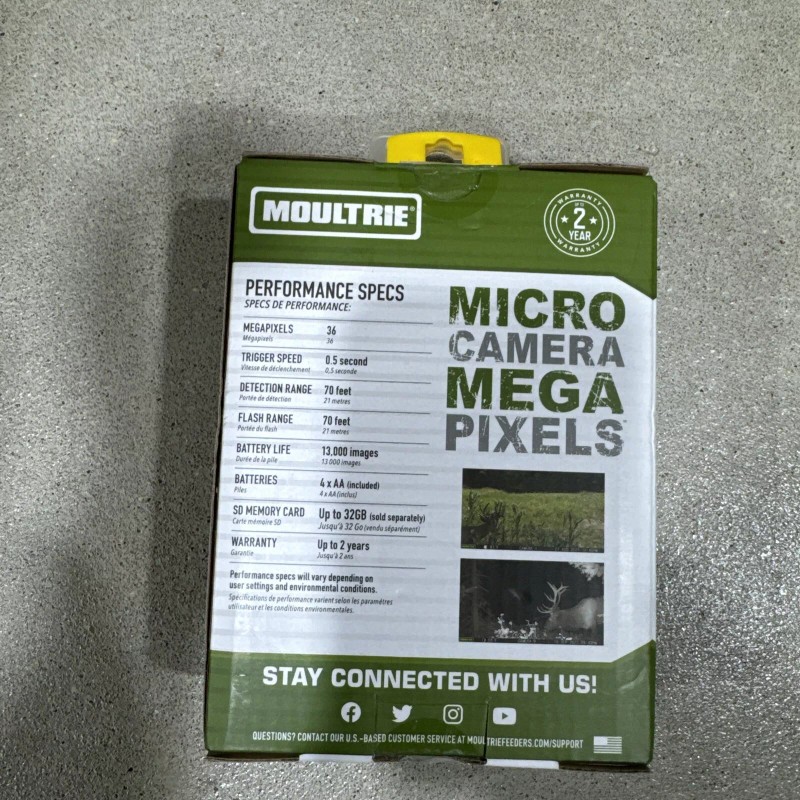 MOULTRIE®
WARRANTY
UP TO
2
YEAR
WARRANTY
PERFORMANCE SPECS
SPECS DE PERFORMANCE:
MEGAPIXELS 36
Mégapixels 36
TRIGGER SPEED 0.5 second
Vitesse de déclenchement 0,5 seconde
DETECTION RANGE 70 feet
Portée de détection 21 metres
FLASH RANGE 70 feet
Portée du flash 21 metres
BATTERY LIFE 13,000 images
Durée de la pile 13 000 images
BATTERIES 4 x AA (included)
Piles 4 x AA (inclus)
SD MEMORY CARD Up to 32GB (sold separately)
Carte mémoire SD Jusqu'à 32 Go (vendu séparément)
WARRANTY Up to 2 years
Garantie Jusqu'à 2 ans
Performance specs will vary depending on
user settings and environmental conditions.
Spécifications de performance varient selon les paramètres
utilisateur et les conditions environnementales.
MICRO
CAMERA
MEGA
PIXELS
STAY CONNECTED WITH US!
QUESTIONS? CONTACT OUR U.S.-BASED CUSTOMER SERVICE AT MOULTRIEFEEDERS.COM/SUPPORT